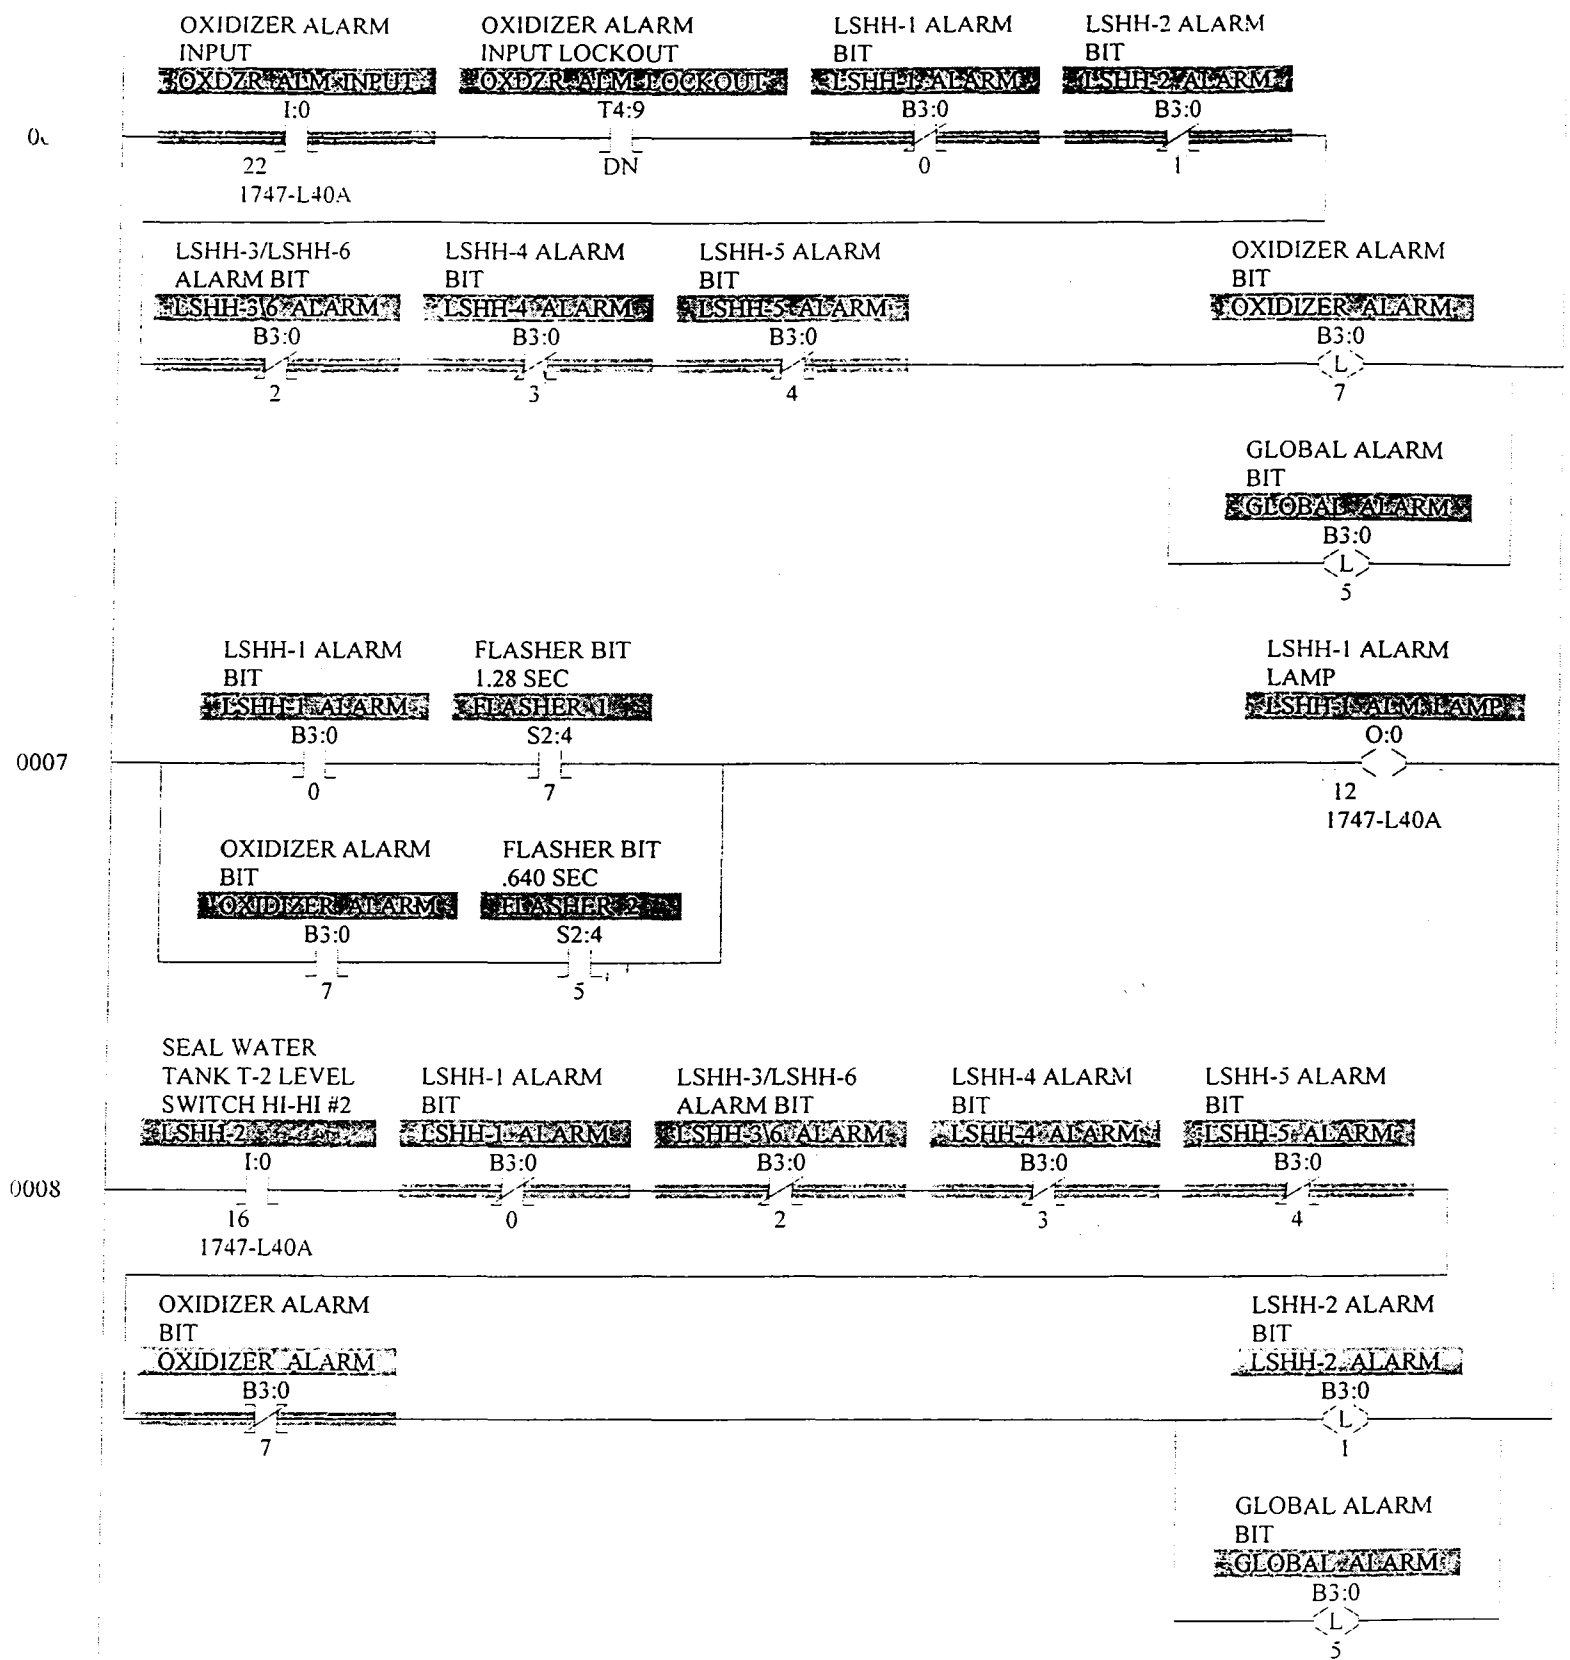 OXIDIZER ALARM INPUT
OXDZR ALM INPUT
I:0
22
1747-L40A
OXIDIZER ALARM INPUT LOCKOUT
OXDZR ALM LOCKOUT
T4:9
DN
LSHH-1 ALARM BIT
LSHH-1 ALARM
B3:0
0
LSHH-2 ALARM BIT
LSHH-2 ALARM
B3:0
1
LSHH-3/LSHH-6 ALARM BIT
LSHH-3\6 ALARM
B3:0
2
LSHH-4 ALARM BIT
LSHH-4 ALARM
B3:0
3
LSHH-5 ALARM BIT
LSHH-5 ALARM
B3:0
4
OXIDIZER ALARM BIT
OXIDIZER ALARM
B3:0
L
7
GLOBAL ALARM BIT
GLOBAL ALARM
B3:0
L
5
0007
LSHH-1 ALARM BIT
LSHH-1 ALARM
B3:0
0
FLASHER BIT 1.28 SEC
FLASHER 1
S2:4
7
LSHH-1 ALARM LAMP
LSHH-1 ALM LAMP
O:0
12
1747-L40A
OXIDIZER ALARM BIT
OXIDIZER ALARM
B3:0
7
FLASHER BIT .640 SEC
FLASHER 2
S2:4
5
0008
SEAL WATER TANK T-2 LEVEL SWITCH HI-HI #2
LSHH-2
I:0
16
1747-L40A
LSHH-1 ALARM BIT
LSHH-1 ALARM
B3:0
0
LSHH-3/LSHH-6 ALARM BIT
LSHH-3\6 ALARM
B3:0
2
LSHH-4 ALARM BIT
LSHH-4 ALARM
B3:0
3
LSHH-5 ALARM BIT
LSHH-5 ALARM
B3:0
4
OXIDIZER ALARM BIT
OXIDIZER ALARM
B3:0
7
LSHH-2 ALARM BIT
LSHH-2 ALARM
B3:0
L
1
GLOBAL ALARM BIT
GLOBAL ALARM
B3:0
L
5